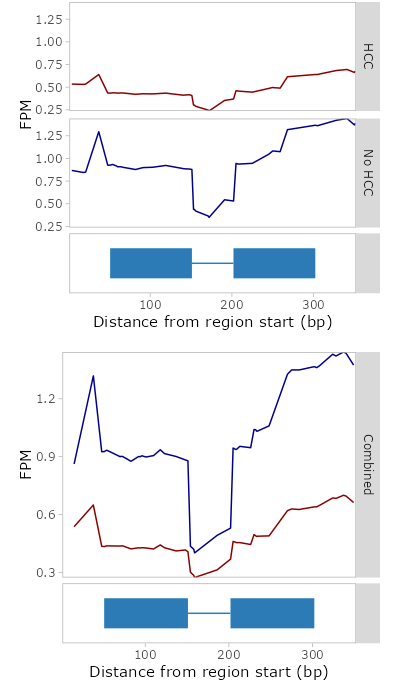 1.25
1.00
0.75
0.50
0.25
HCC
FPM
1.25
1.00
0.75
0.50
0.25
No HCC
100 200 300
Distance from region start (bp)
1.2
0.9
0.6
0.3
FPM
Combined
100 200 300
Distance from region start (bp)